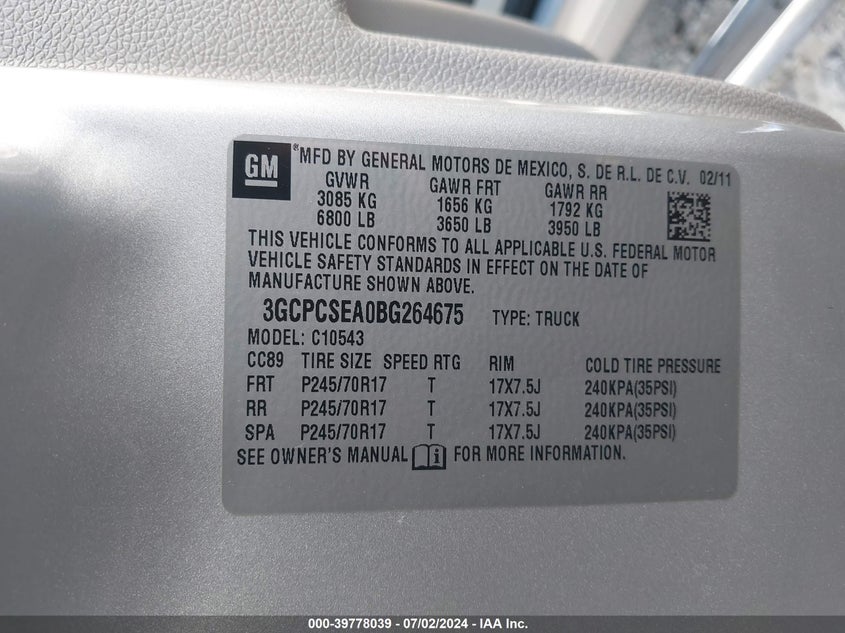 GM
®MFD BY GENERAL MOTORS DE MEXICO, S. DE R.L. DE C.V. 02/11
GVWR GAWR FRT GAWR RR
3085 KG 1656 KG 1792 KG
6800 LB 3650 LB 3950 LB
THIS VEHICLE CONFORMS TO ALL APPLICABLE U.S. FEDERAL MOTOR
VEHICLE SAFETY STANDARDS IN EFFECT ON THE DATE OF
MANUFACTURE SHOWN ABOVE.
3GCPCSEA0BG264675 TYPE: TRUCK
MODEL: C10543
CC89 TIRE SIZE SPEED RTG RIM COLD TIRE PRESSURE
FRT P245/70R17 T 17X7.5J 240KPA(35PSI)
RR P245/70R17 T 17X7.5J 240KPA(35PSI)
SPA P245/70R17 T 17X7.5J 240KPA(35PSI)
SEE OWNER'S MANUAL FOR MORE INFORMATION.
000-39778039 - 07/02/2024 - IAA Inc.